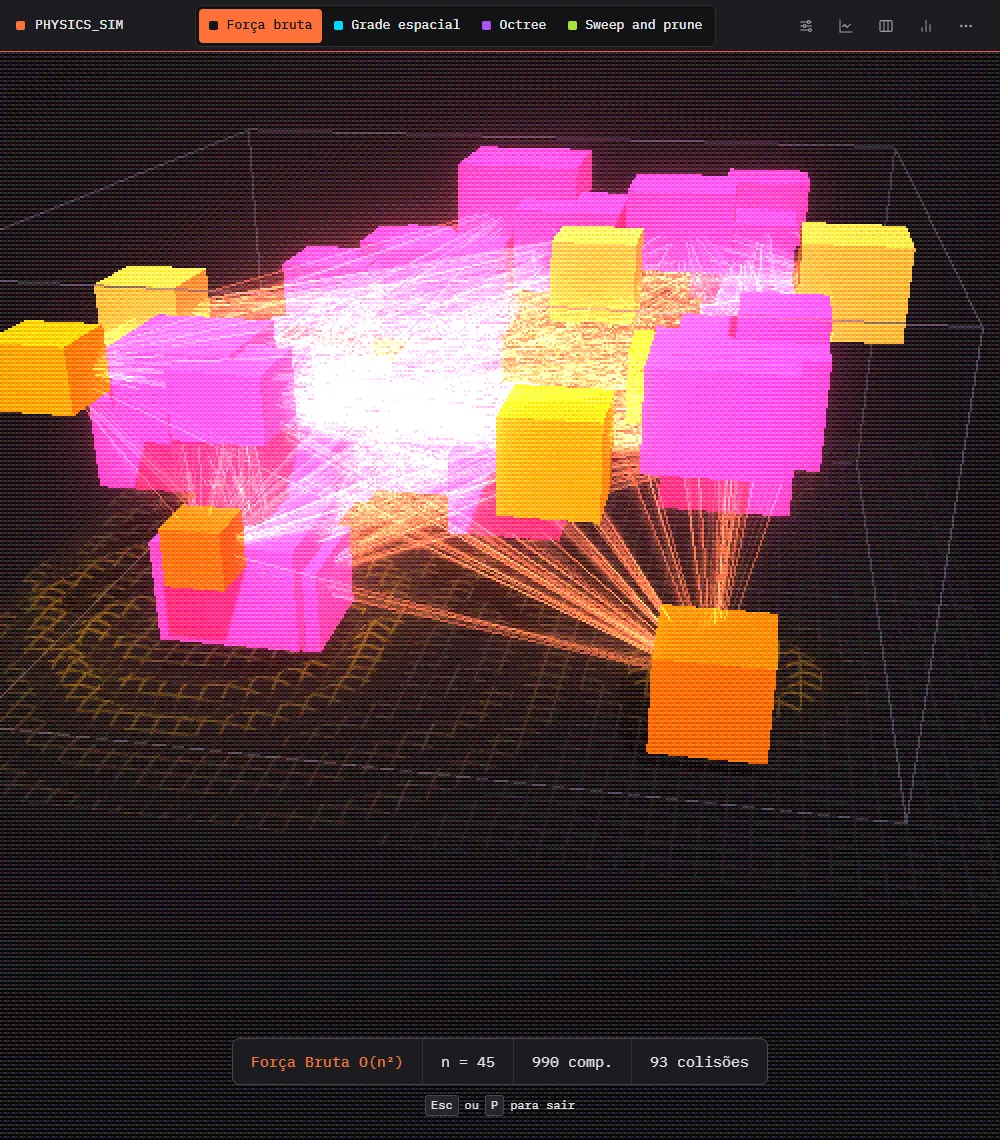 PHYSICS_SIM
Força bruta
Grade espacial
Octree
Sweep and prune
Força Bruta O(n²)
n = 45
990 comp.
93 colisões
Esc ou P para sair